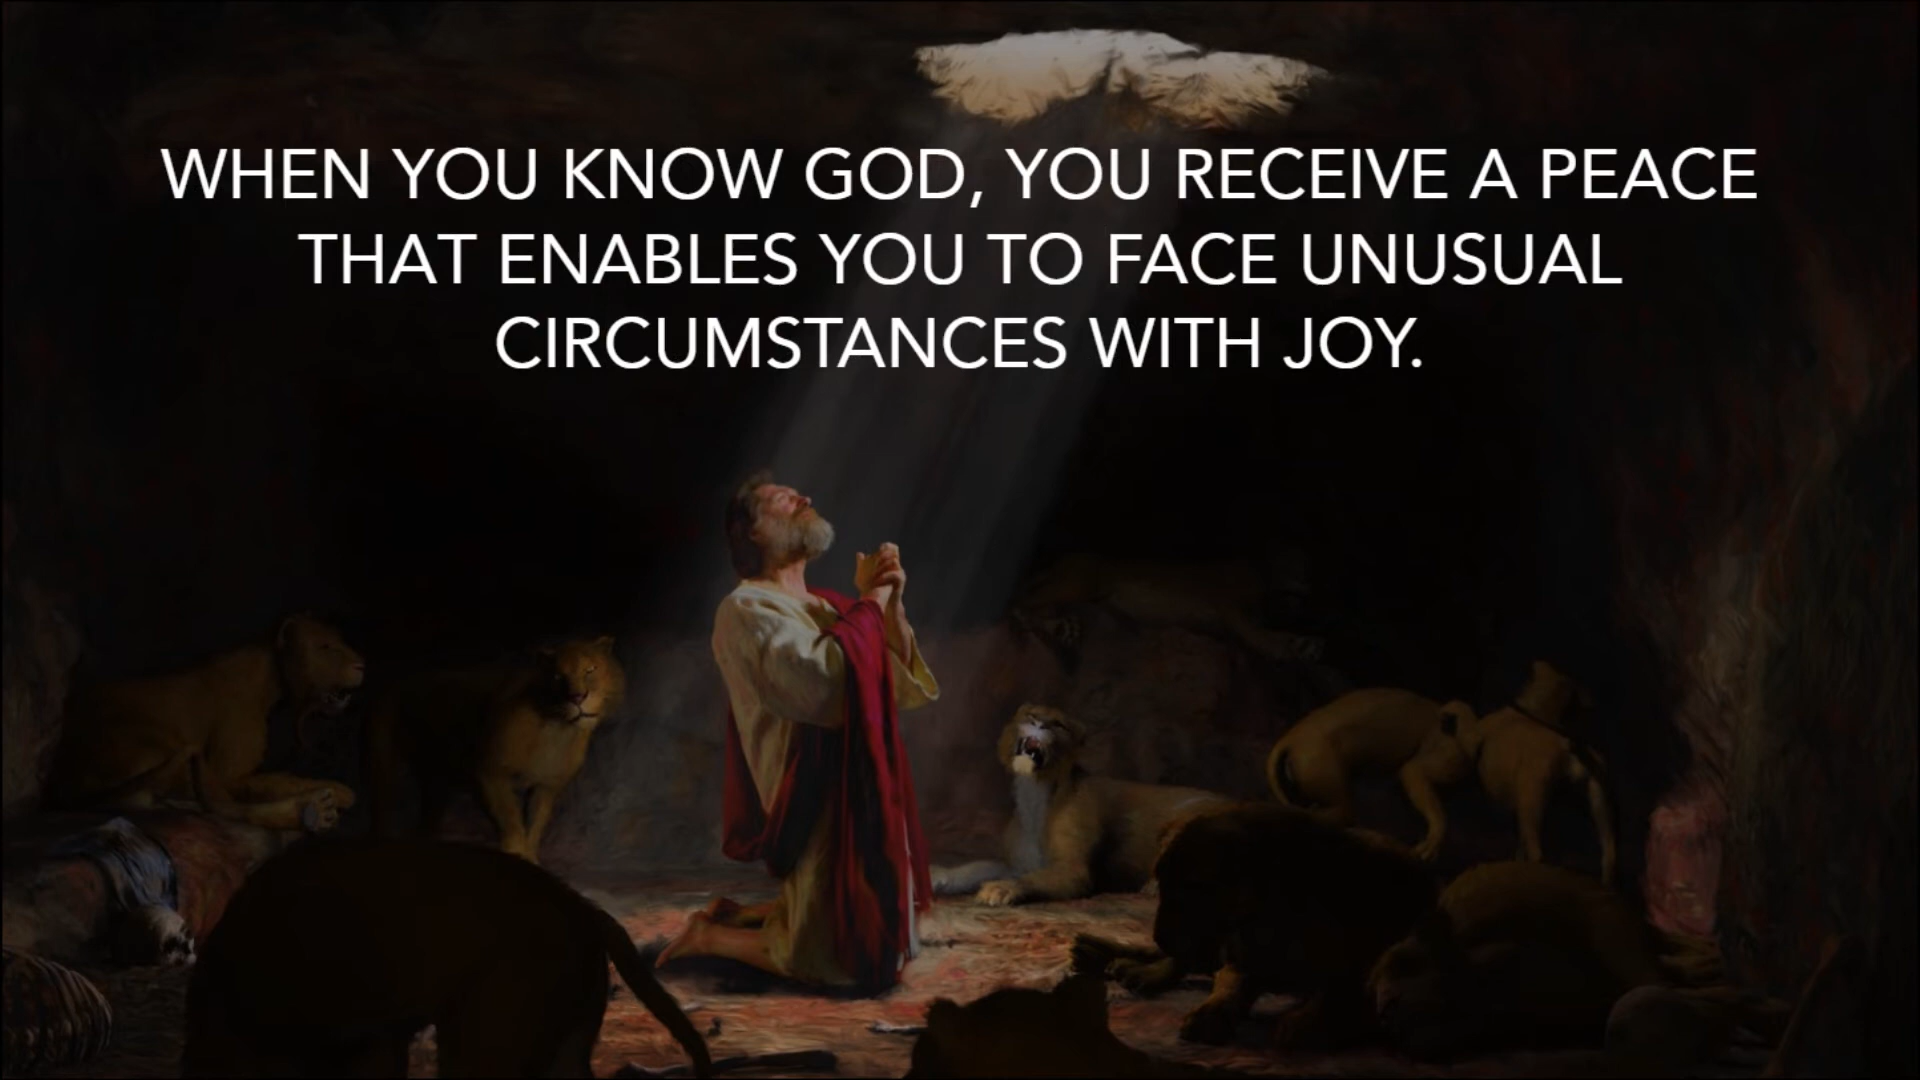 WHEN YOU KNOW GOD, YOU RECEIVE A PEACE
THAT ENABLES YOU TO FACE UNUSUAL
CIRCUMSTANCES WITH JOY.